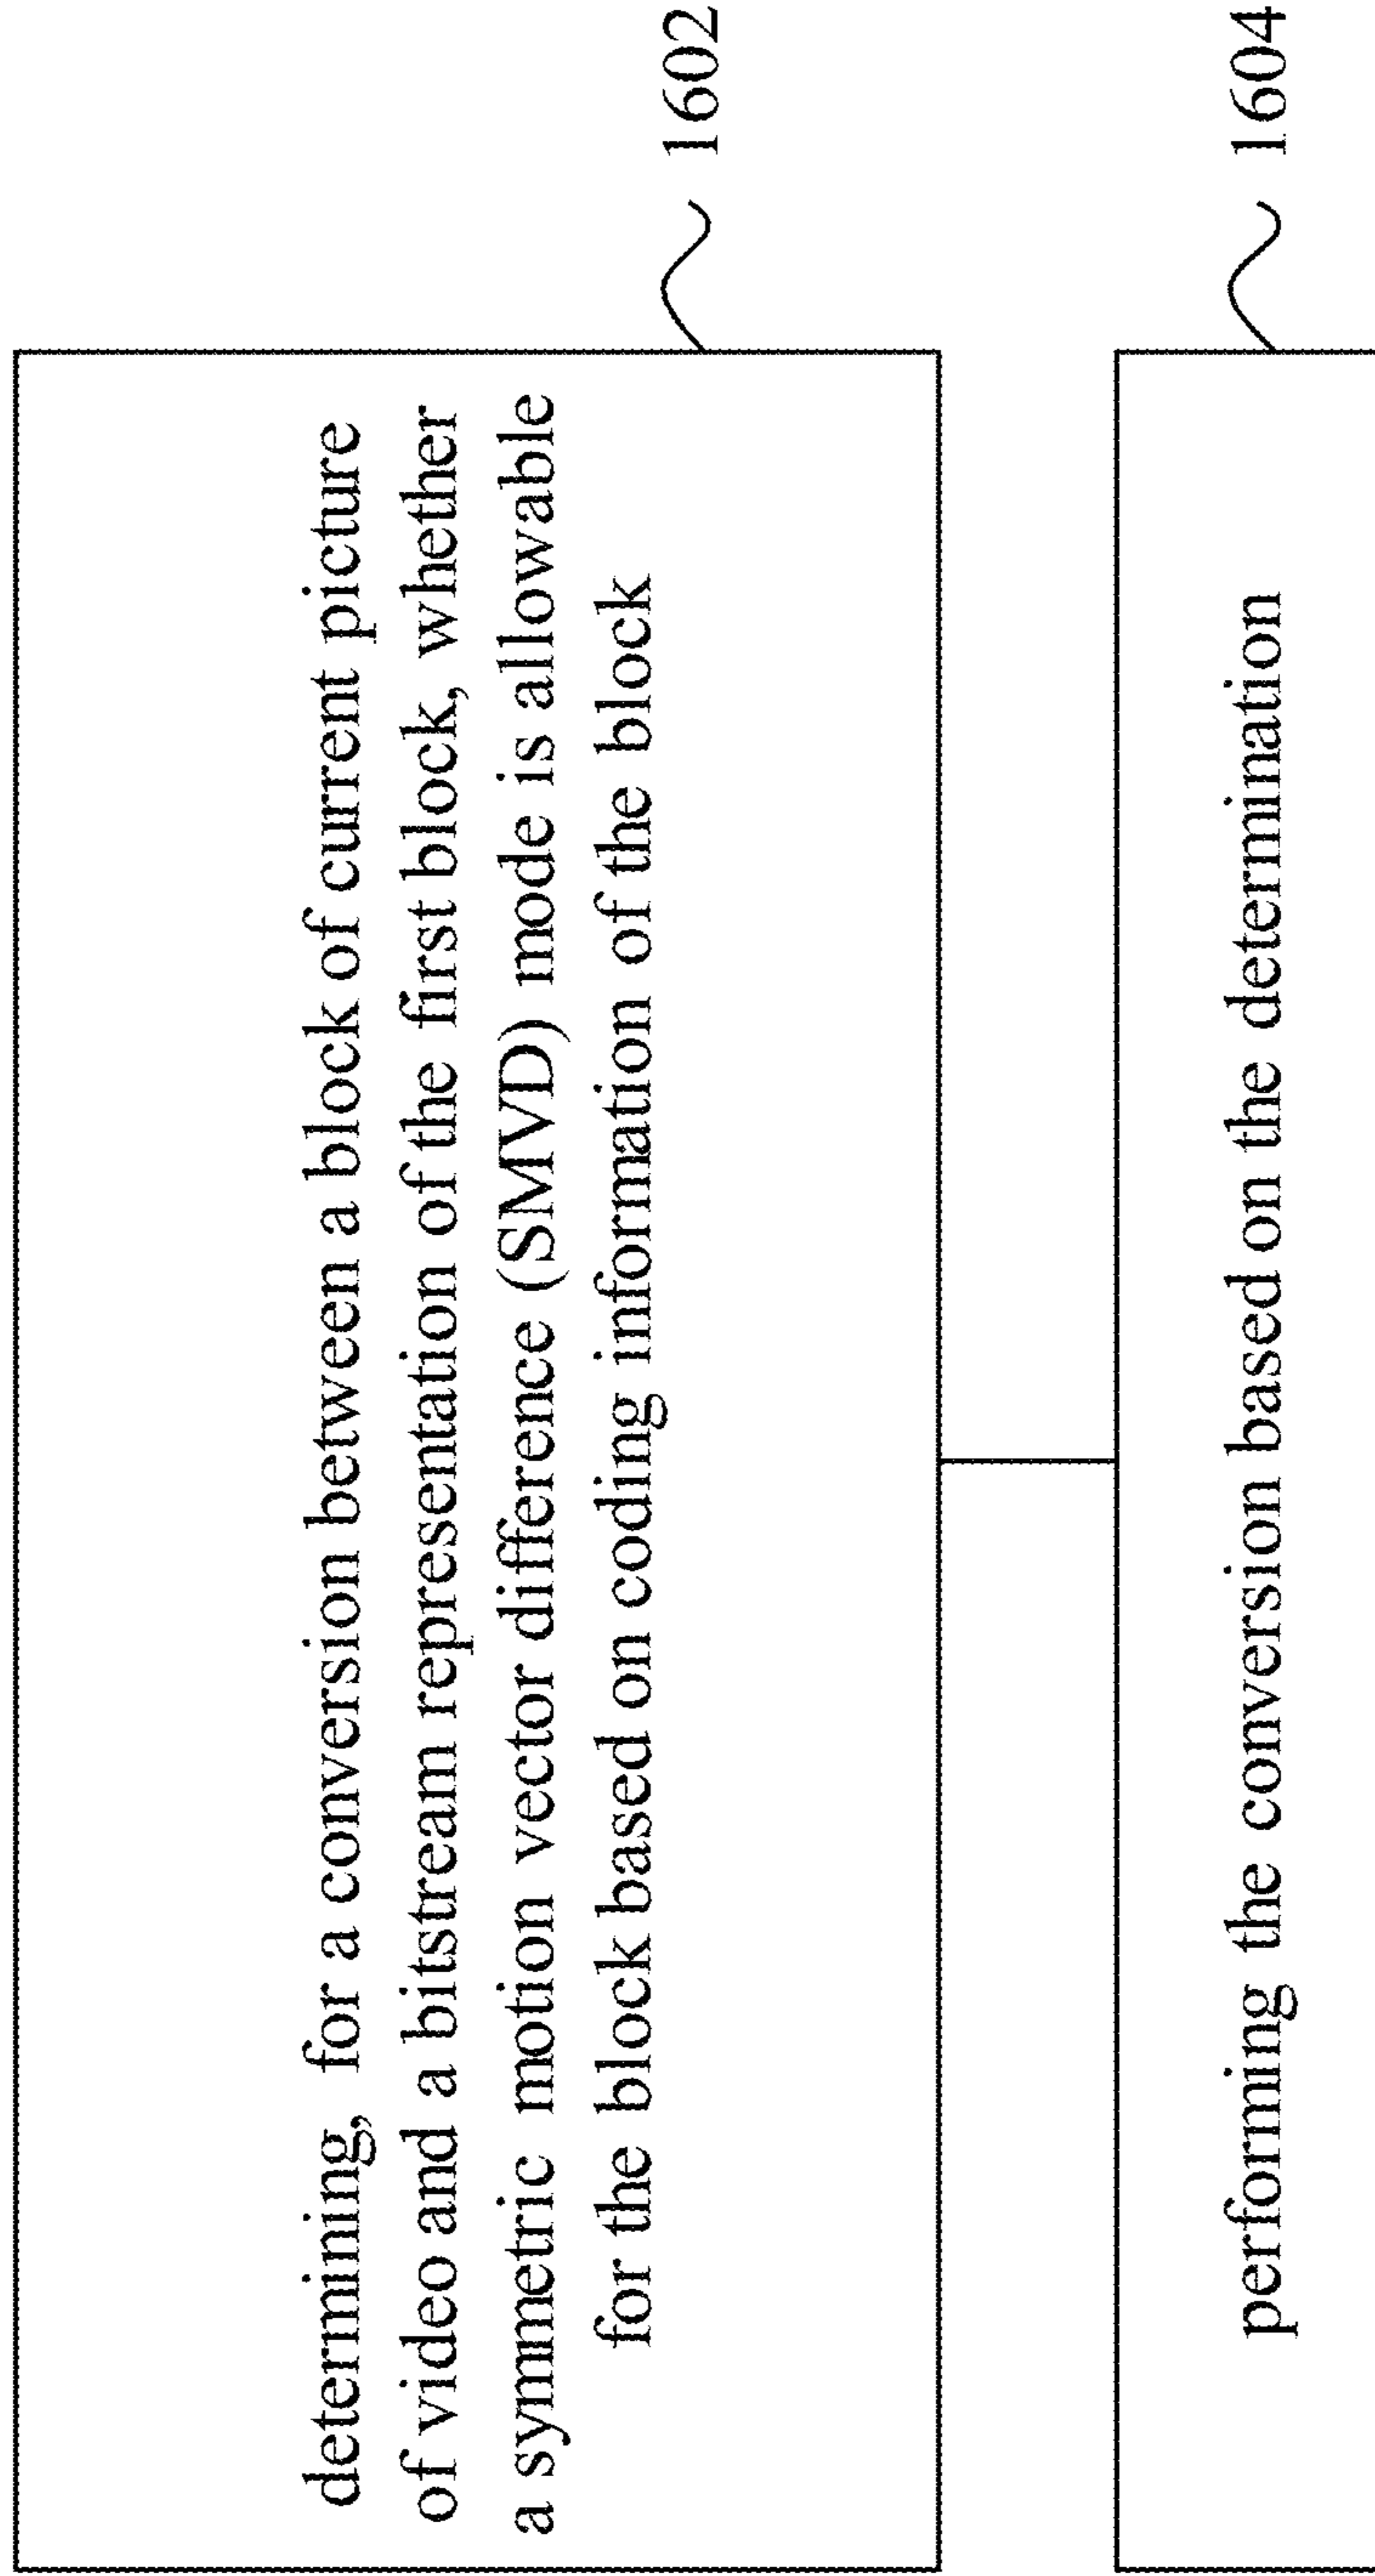 determining, for a conversion between a block of current picture
of video and a bitstream representation of the first block, whether
a symmetric motion vector difference (SMVD) mode is allowable
for the block based on coding information of the block
1602
performing the conversion based on the determination
1604